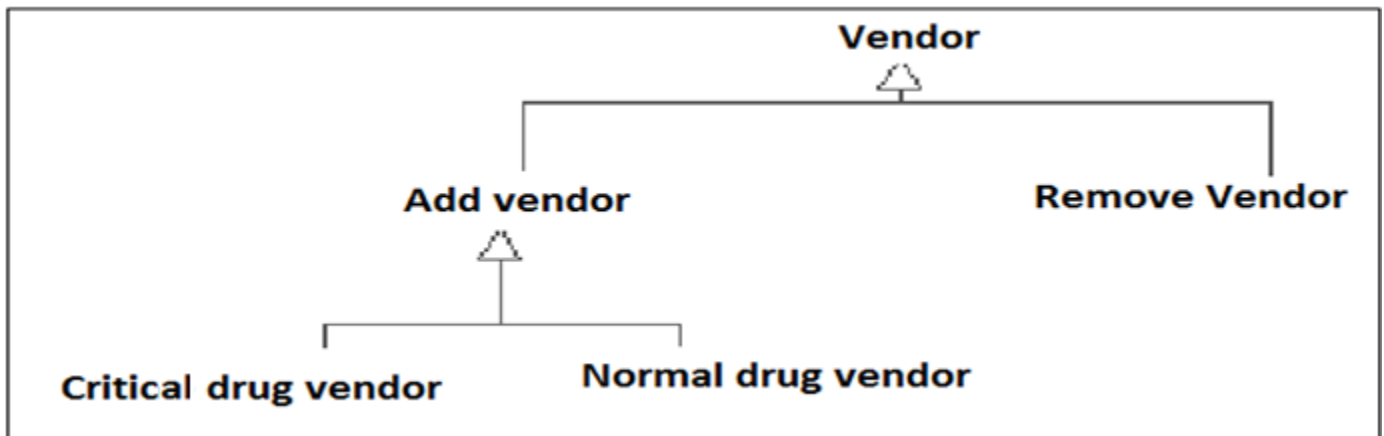 Vendor
Add vendor
Remove Vendor
Critical drug vendor
Normal drug vendor